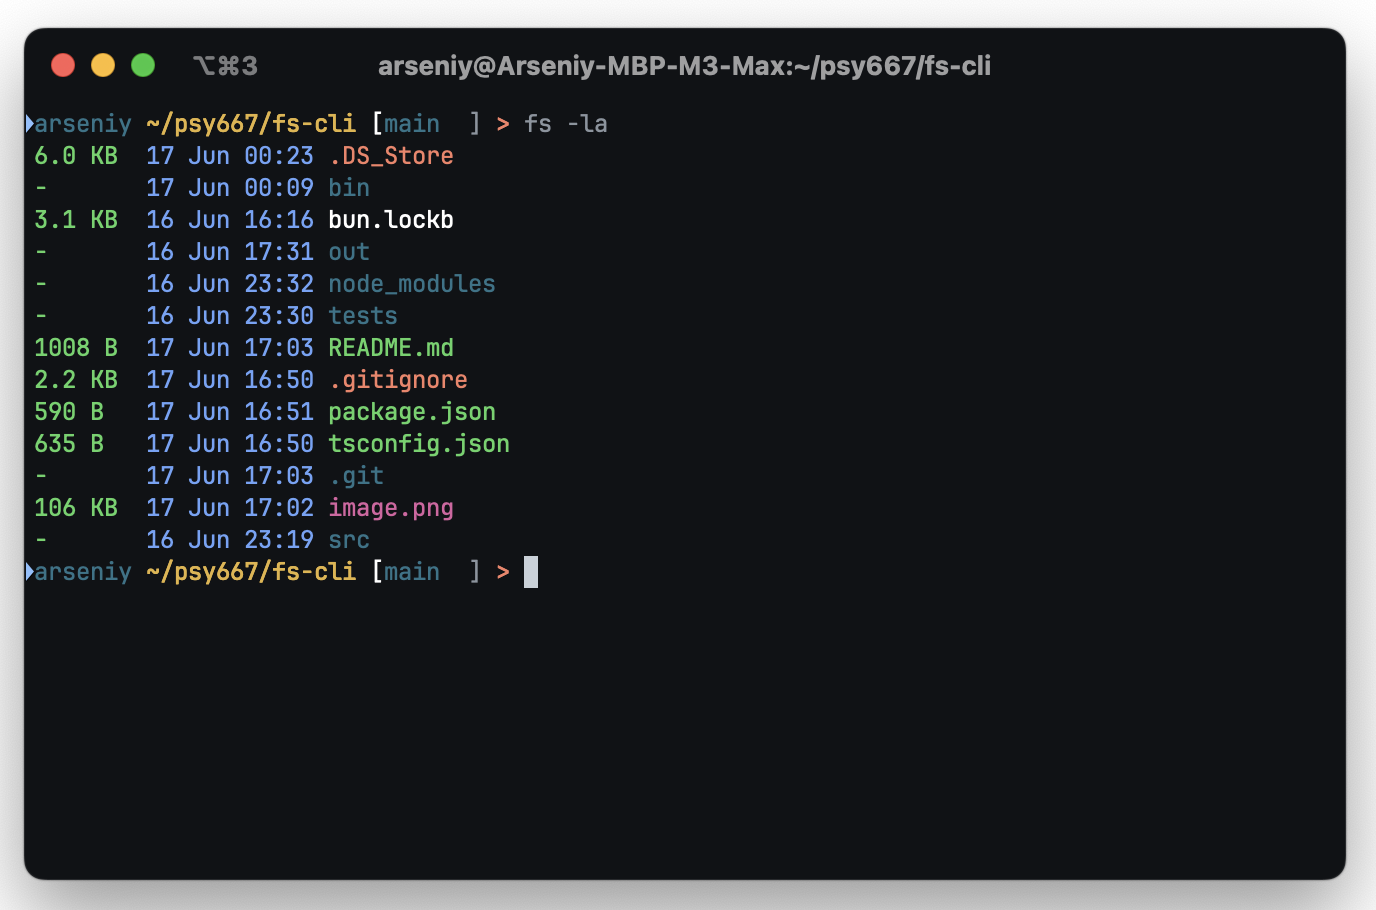 ⌥⌘3 arseniy@Arseniy-MBP-M3-Max:~/psy667/fs-cli
arseniy ~/psy667/fs-cli [main  ] > fs -la
6.0 KB  17 Jun 00:23 .DS_Store
-       17 Jun 00:09 bin
3.1 KB  16 Jun 16:16 bun.lockb
-       16 Jun 17:31 out
-       16 Jun 23:32 node_modules
-       16 Jun 23:30 tests
1008 B  17 Jun 17:03 README.md
2.2 KB  17 Jun 16:50 .gitignore
590 B   17 Jun 16:51 package.json
635 B   17 Jun 16:50 tsconfig.json
-       17 Jun 17:03 .git
106 KB  17 Jun 17:02 image.png
-       16 Jun 23:19 src
arseniy ~/psy667/fs-cli [main  ] >